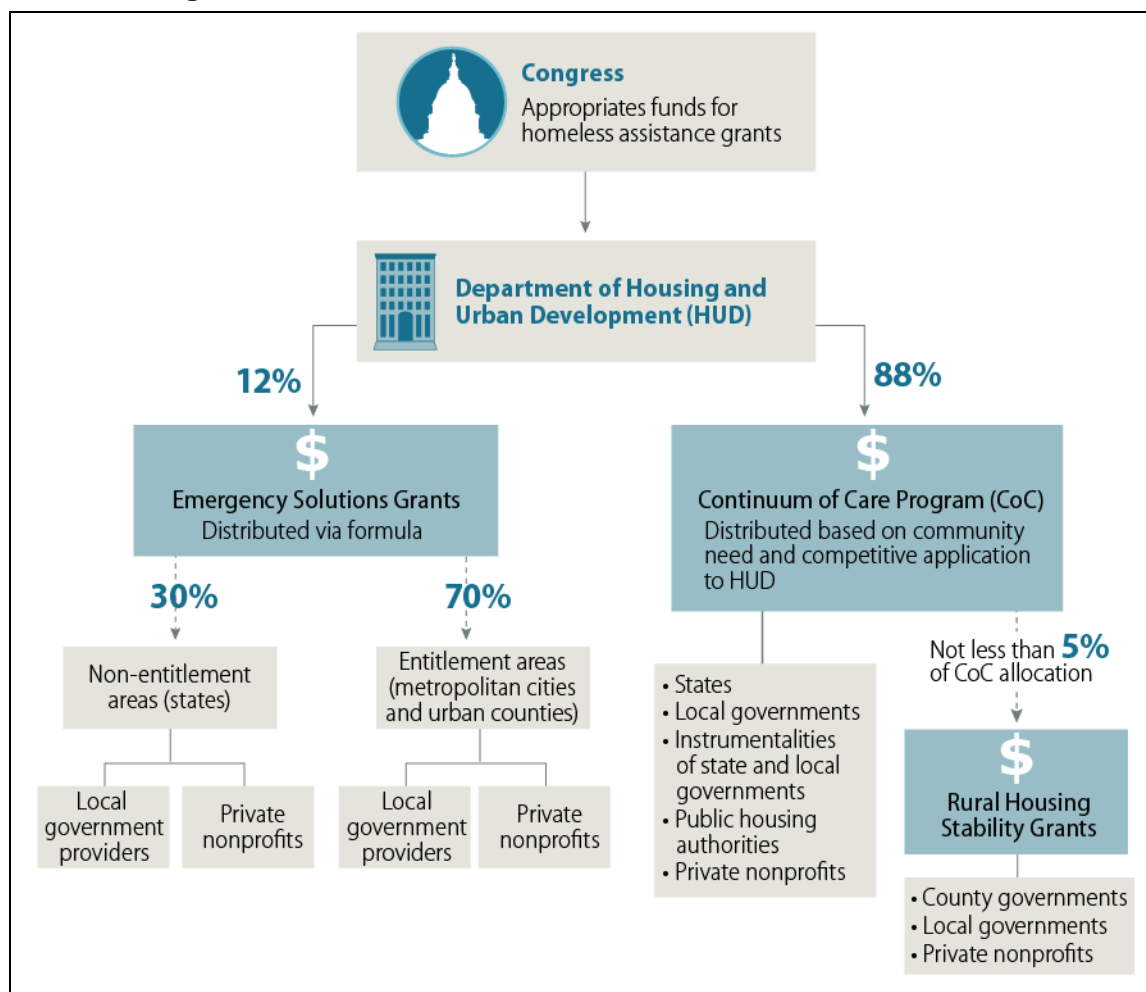 Congress
Appropriates funds for
homeless assistance grants
Department of Housing and
Urban Development (HUD)
12%
88%
$
Emergency Solutions Grants
Distributed via formula
$
Continuum of Care Program (CoC)
Distributed based on community
need and competitive application
to HUD
30%
70%
Non-entitlement
areas (states)
Entitlement areas
(metropolitan cities
and urban counties)
Local
government
providers
Private
nonprofits
Local
government
providers
Private
nonprofits
• States
• Local governments
• Instrumentalities
of state and local
governments
• Public housing
authorities
• Private nonprofits
Not less than 5%
of CoC allocation
$
Rural Housing
Stability Grants
• County governments
• Local governments
• Private nonprofits